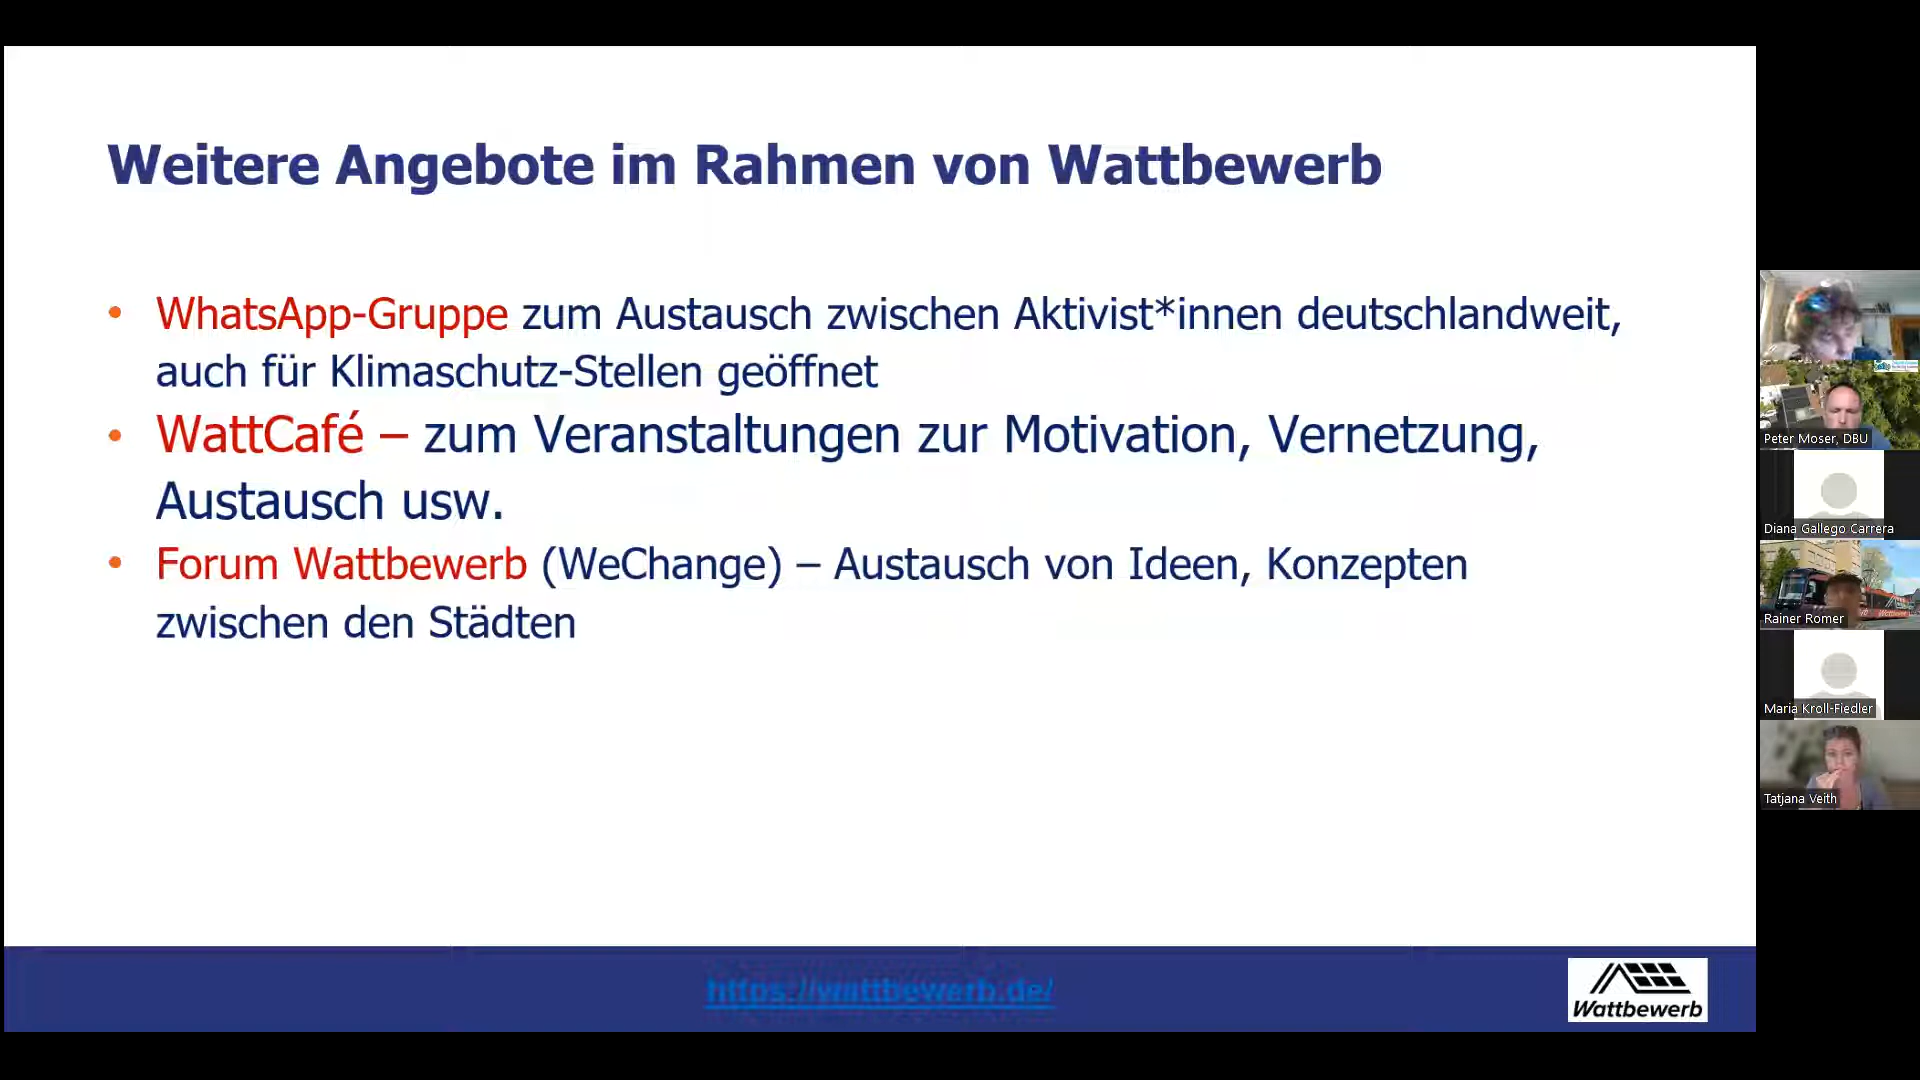 Weitere Angebote im Rahmen von Wattbewerb
• WhatsApp-Gruppe zum Austausch zwischen Aktivist*innen deutschlandweit,
auch für Klimaschutz-Stellen geöffnet
• WattCafé – zum Veranstaltungen zur Motivation, Vernetzung,
Austausch usw.
• Forum Wattbewerb (WeChange) – Austausch von Ideen, Konzepten
zwischen den Städten
https://wattbewerb.de/
Wattbewerb
Peter Moser, DBU
Diana Gallego Carrera
Rainer Romer
Maria Kroll-Fiedler
Tatjana Veith